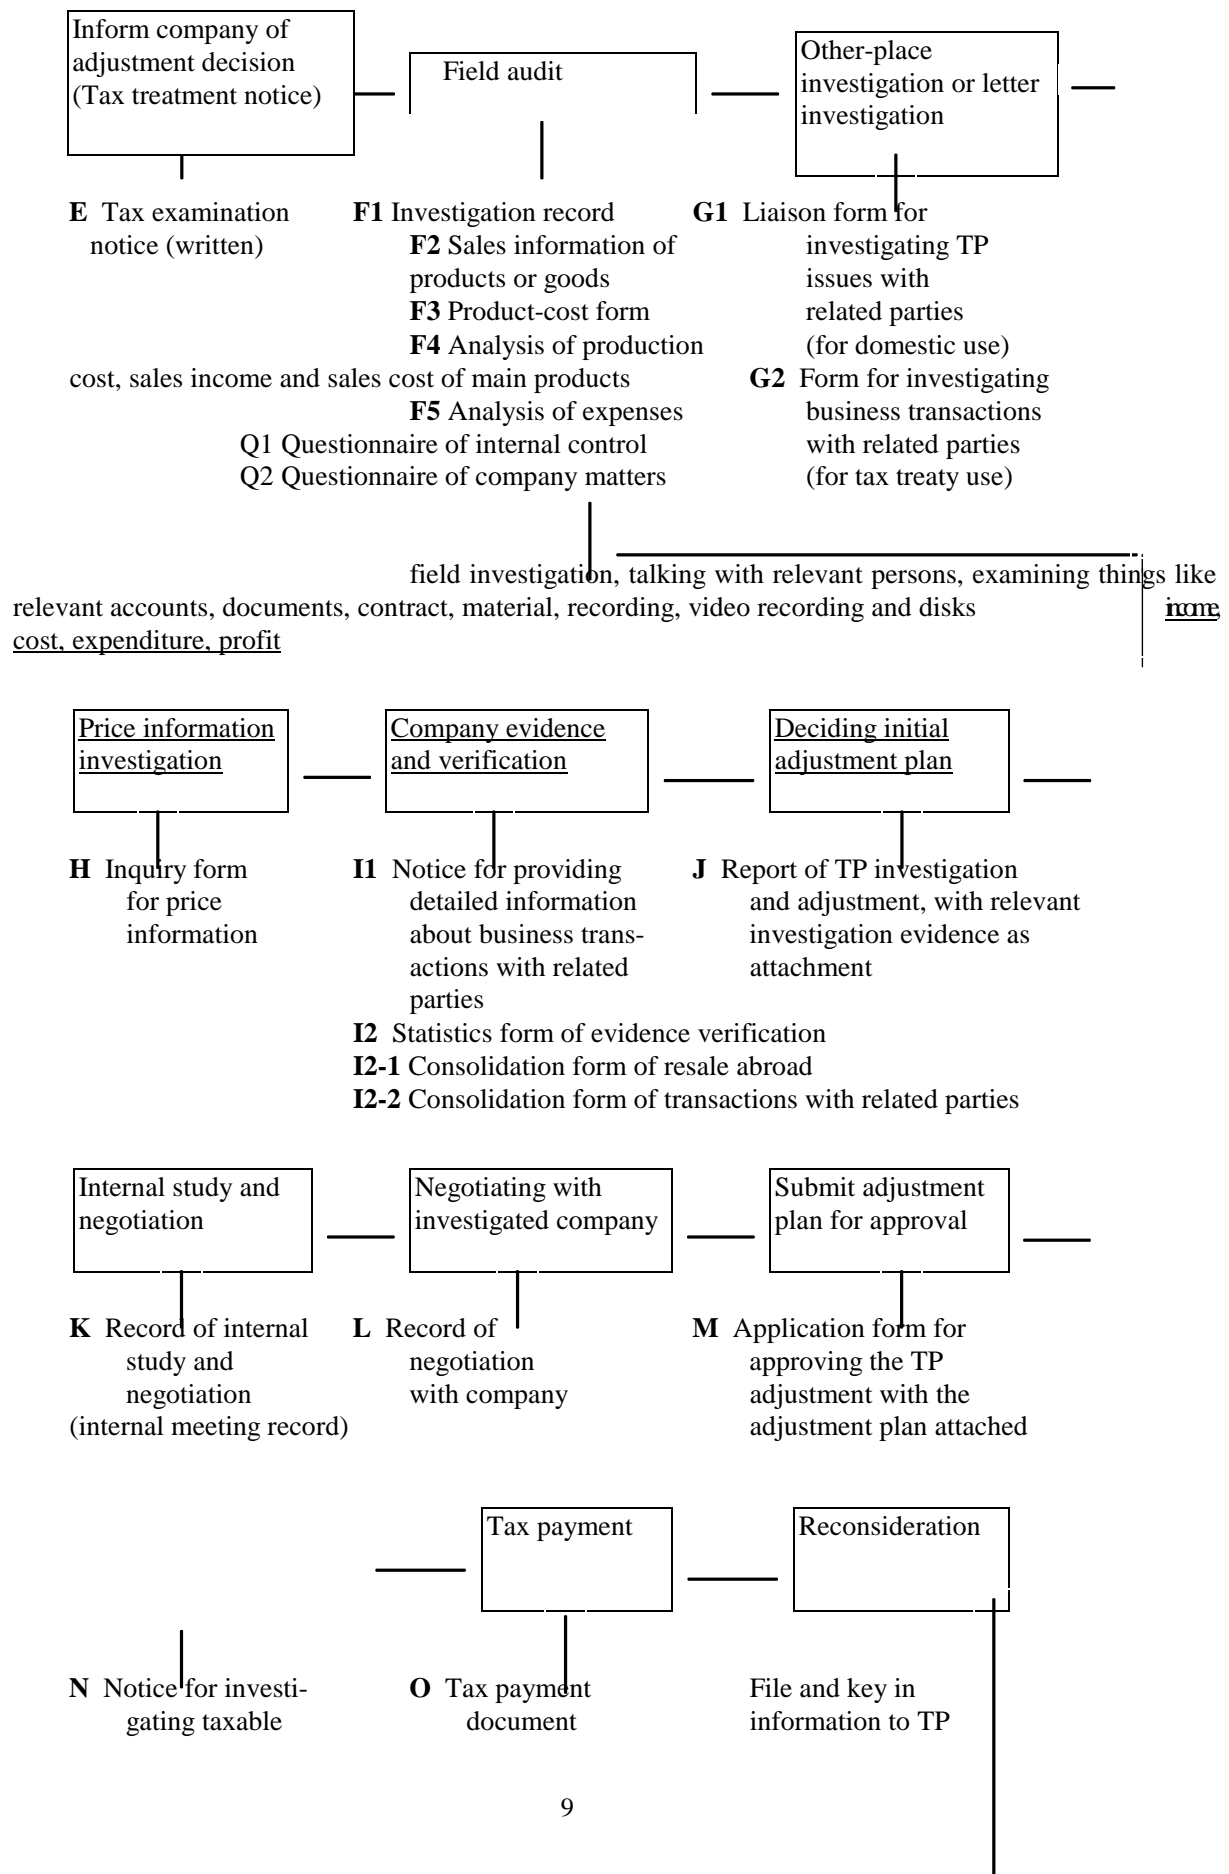 Inform company of
adjustment decision
(Tax treatment notice)
Field audit
Other-place
investigation or letter
investigation
E Tax examination
notice (written)
F1 Investigation record
F2 Sales information of
products or goods
F3 Product-cost form
F4 Analysis of production
cost, sales income and sales cost of main products
F5 Analysis of expenses
Q1 Questionnaire of internal control
Q2 Questionnaire of company matters
G1 Liaison form for
investigating TP
issues with
related parties
(for domestic use)
G2 Form for investigating
business transactions
with related parties
(for tax treaty use)
field investigation, talking with relevant persons, examining things like
relevant accounts, documents, contract, material, recording, video recording and disks income,
cost, expenditure, profit
Price information
investigation
Company evidence
and verification
Deciding initial
adjustment plan
H Inquiry form
for price
information
I1 Notice for providing
detailed information
about business trans-
actions with related
parties
I2 Statistics form of evidence verification
I2-1 Consolidation form of resale abroad
I2-2 Consolidation form of transactions with related parties
J Report of TP investigation
and adjustment, with relevant
investigation evidence as
attachment
Internal study and
negotiation
Negotiating with
investigated company
Submit adjustment
plan for approval
K Record of internal
study and
negotiation
(internal meeting record)
L Record of
negotiation
with company
M Application form for
approving the TP
adjustment with the
adjustment plan attached
Tax payment
Reconsideration
N Notice for investi-
gating taxable
O Tax payment
document
File and key in
information to TP
9